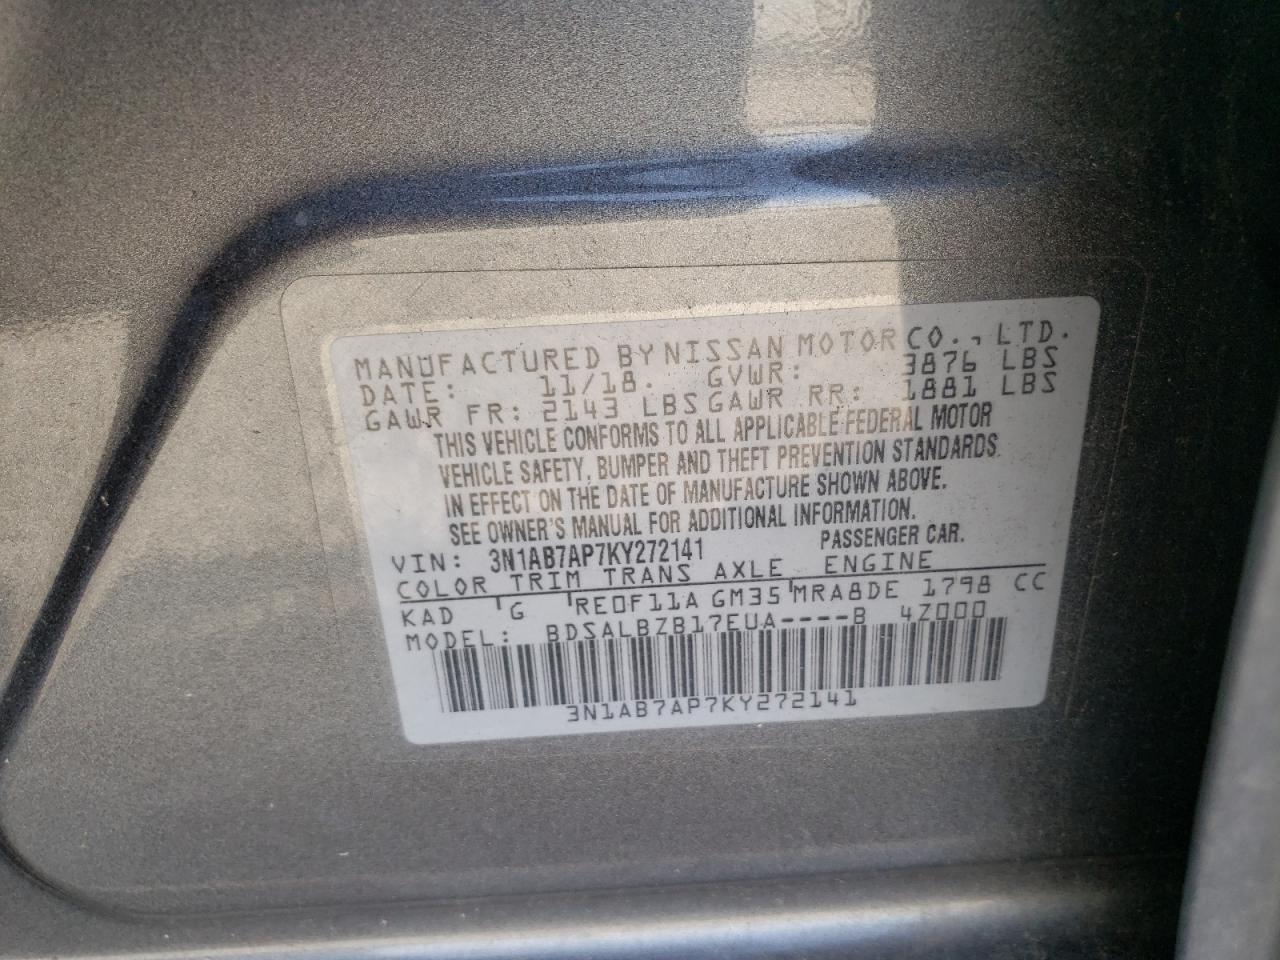 MANUFACTURED BY NISSAN MOTOR CO., LTD.
DATE: 11/18. GVWR: 3876 LBS
GAWR FR: 2143 LBS GAWR RR: 1881 LBS
THIS VEHICLE CONFORMS TO ALL APPLICABLE FEDERAL MOTOR
VEHICLE SAFETY, BUMPER AND THEFT PREVENTION STANDARDS
IN EFFECT ON THE DATE OF MANUFACTURE SHOWN ABOVE.
SEE OWNER'S MANUAL FOR ADDITIONAL INFORMATION.
VIN: 3N1AB7AP7KY272141 PASSENGER CAR.
COLOR TRIM TRANS AXLE ENGINE
KAD G RE0F11A GM35 MRA8DE 1798 CC
MODEL: BDSALBZB17EUA----B 4Z000
3N1AB7AP7KY272141